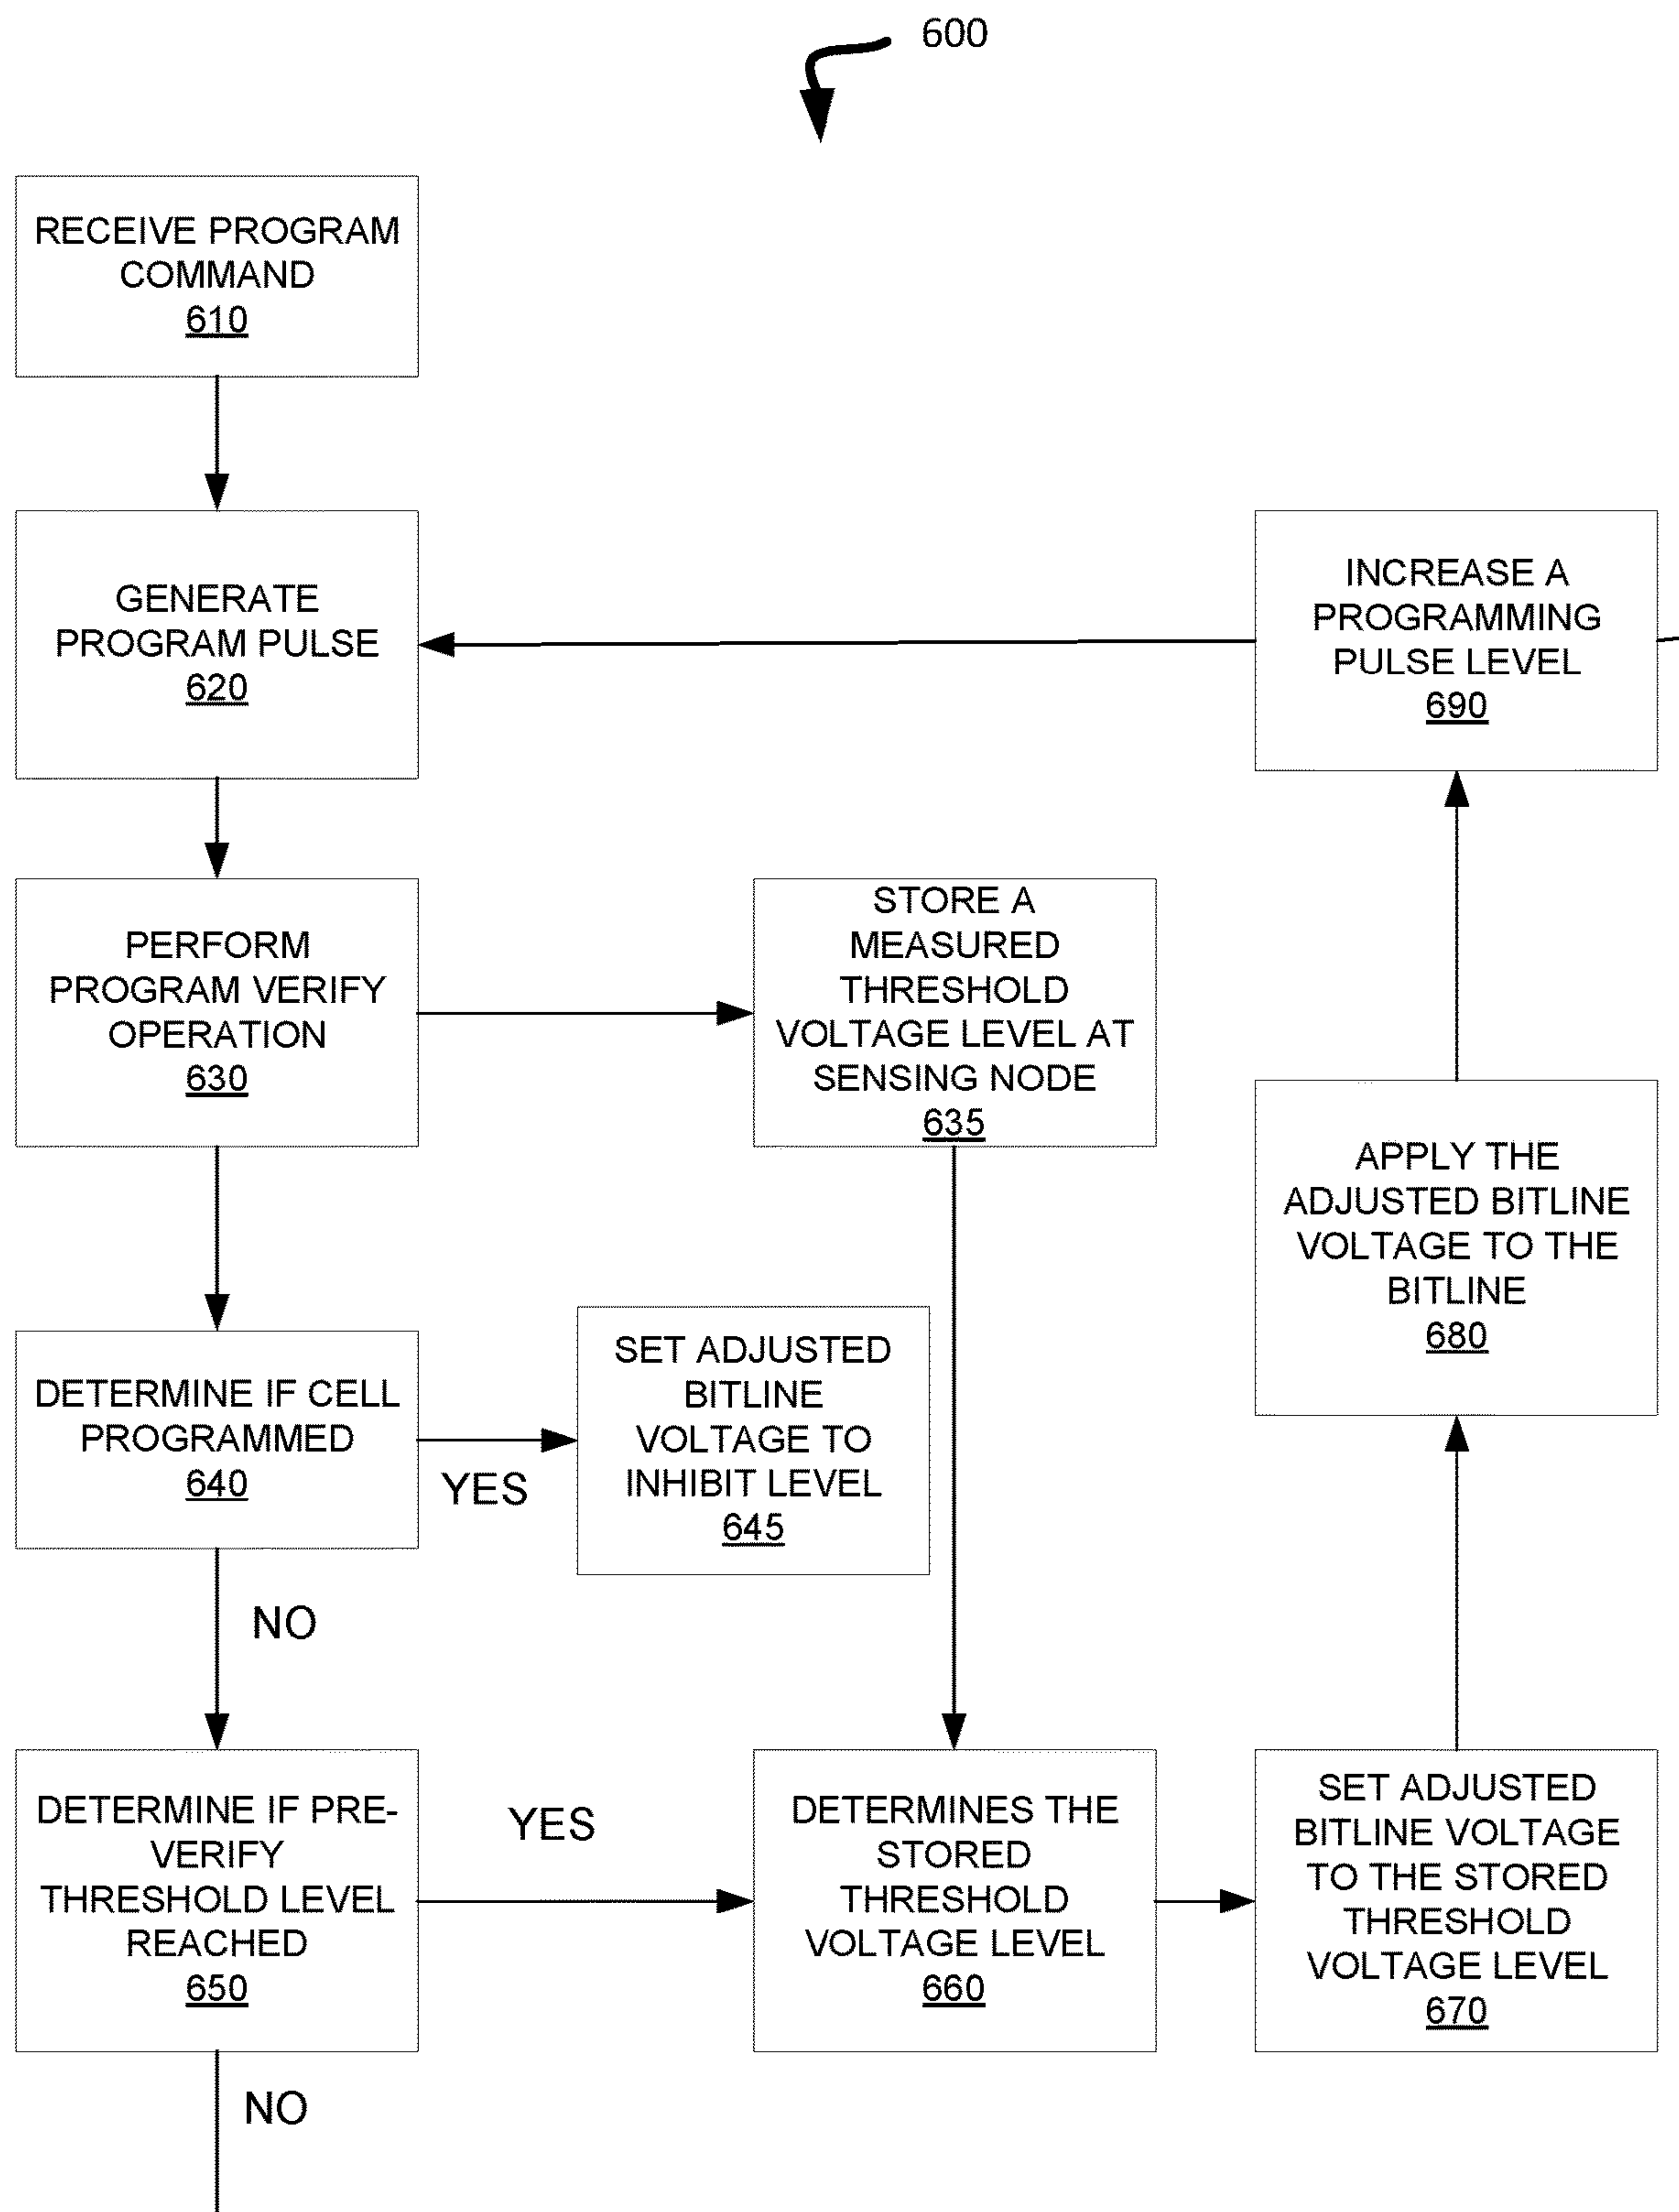 600
RECEIVE PROGRAM
COMMAND
610
GENERATE
PROGRAM PULSE
620
INCREASE A
PROGRAMMING
PULSE LEVEL
690
PERFORM
PROGRAM VERIFY
OPERATION
630
STORE A
MEASURED
THRESHOLD
VOLTAGE LEVEL AT
SENSING NODE
635
APPLY THE
ADJUSTED BITLINE
VOLTAGE TO THE
BITLINE
680
DETERMINE IF CELL
PROGRAMMED
640
YES
SET ADJUSTED
BITLINE
VOLTAGE TO
INHIBIT LEVEL
645
NO
DETERMINE IF PRE-
VERIFY
THRESHOLD LEVEL
REACHED
650
YES
DETERMINES THE
STORED
THRESHOLD
VOLTAGE LEVEL
660
SET ADJUSTED
BITLINE VOLTAGE
TO THE STORED
THRESHOLD
VOLTAGE LEVEL
670
NO